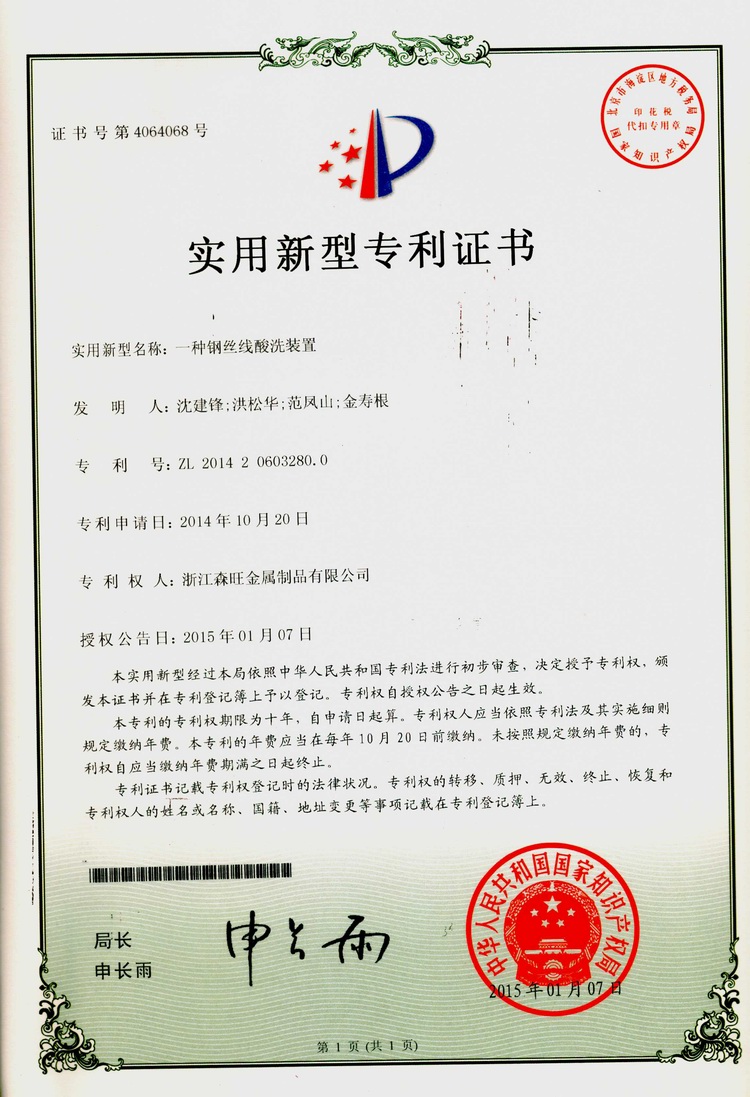 证书号第4064068号
北京市海淀区地方税务局
印花税
代扣专用章
国家知识产权局
实用新型专利证书
实用新型名称：一种钢丝线酸洗装置
发 明 人：沈建锋;洪松华;范凤山;金寿根
专 利 号：ZL 2014 2 0603280.0
专利申请日：2014年10月20日
专 利 权 人：浙江森旺金属制品有限公司
授权公告日：2015年01月07日
本实用新型经过本局依照中华人民共和国专利法进行初步审查，决定授予专利权，颁
发本证书并在专利登记簿上予以登记。专利权自授权公告之日起生效。
本专利的专利权期限为十年，自申请日起算。专利权人应当依照专利法及其实施细则
规定缴纳年费。本专利的年费应当在每年10月20日前缴纳。未按照规定缴纳年费的，专
利权自应当缴纳年费期满之日起终止。
专利证书记载专利权登记时的法律状况。专利权的转移、质押、无效、终止、恢复和
专利权人的姓名或名称、国籍、地址变更等事项记载在专利登记簿上。
局长
申长雨
申长雨
中华人民共和国国家知识产权局
2015年01月07日
第1页(共1页)